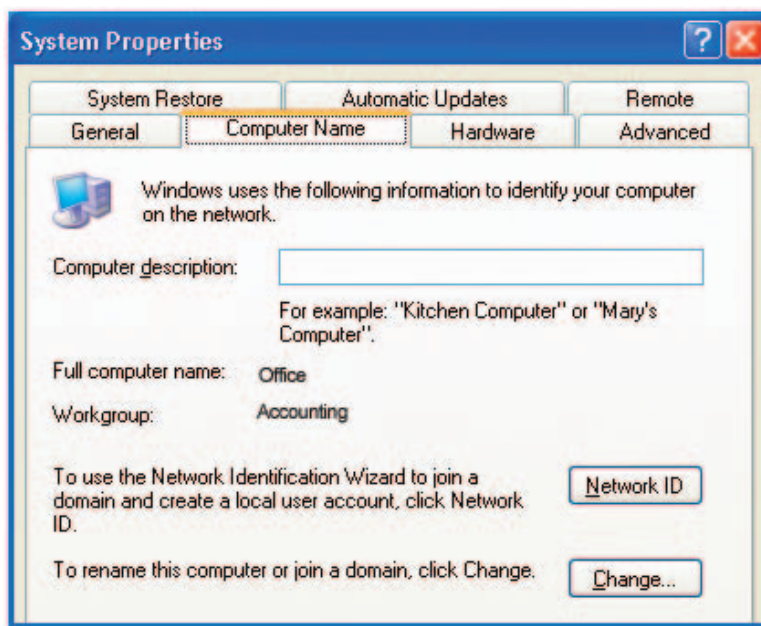 System Properties
System Restore
Automatic Updates
Remote
General
Computer Name
Hardware
Advanced
Windows uses the following information to identify your computer
on the network.
Computer description:
For example: "Kitchen Computer" or "Mary's
Computer".
Full computer name: Office
Workgroup: Accounting
To use the Network Identification Wizard to join a
domain and create a local user account, click Network
ID.
Network ID
To rename this computer or join a domain, click Change.
Change...